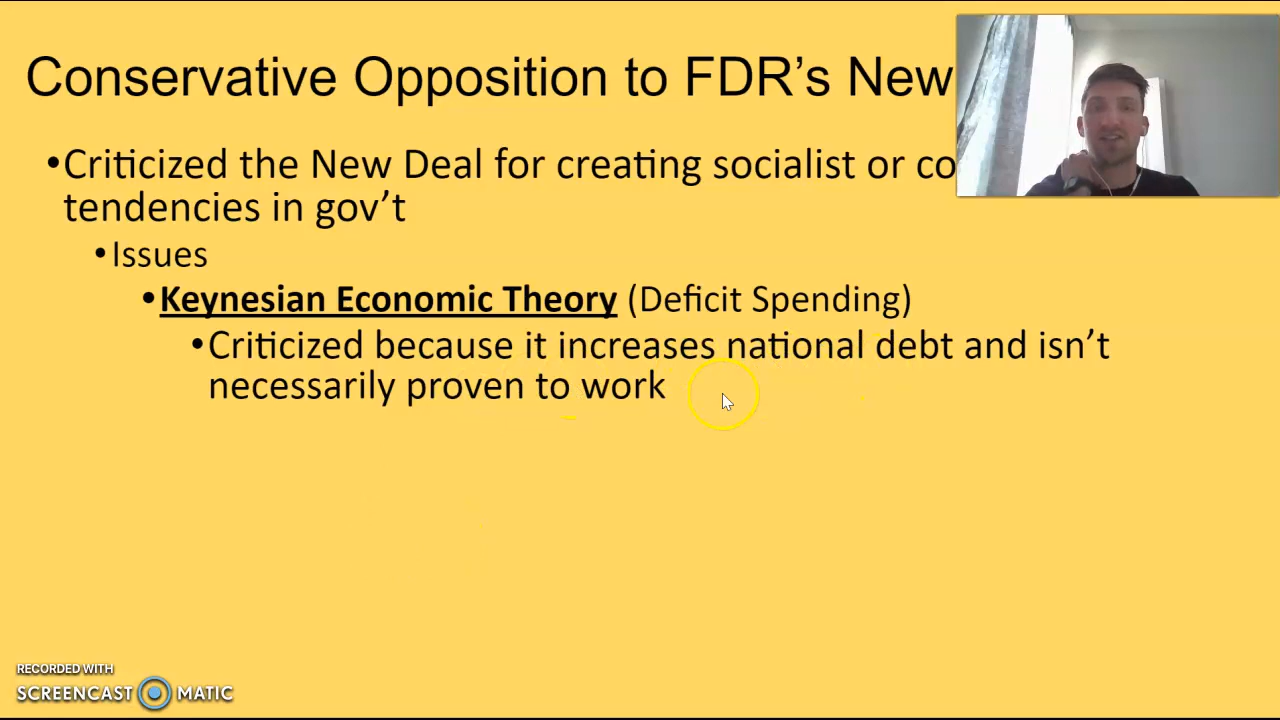 Conservative Opposition to FDR's New
•Criticized the New Deal for creating socialist or co
tendencies in gov't
•Issues
•Keynesian Economic Theory (Deficit Spending)
•Criticized because it increases national debt and isn't
necessarily proven to work
RECORDED WITH
SCREENCAST MATIC